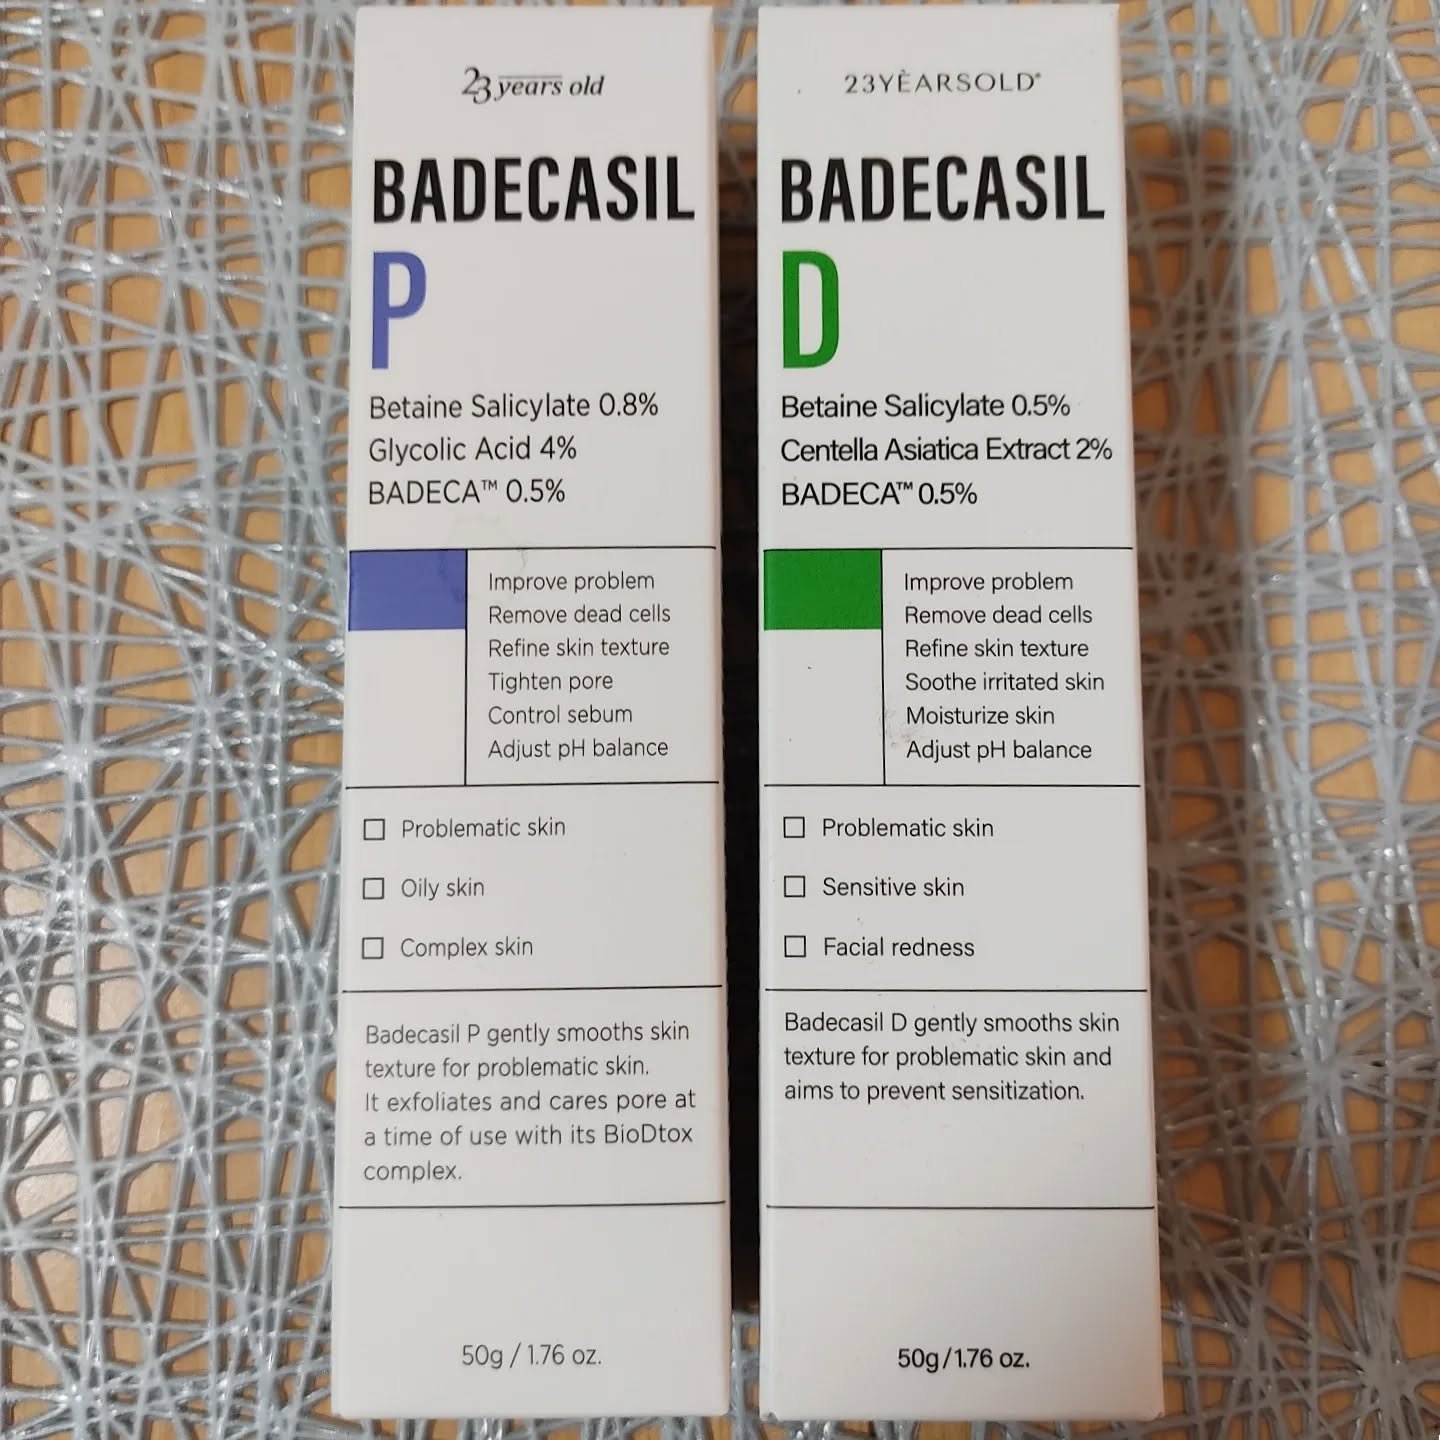 23 years old
BADECASIL
P
Betaine Salicylate 0.8%
Glycolic Acid 4%
BADECA™ 0.5%
Improve problem
Remove dead cells
Refine skin texture
Tighten pore
Control sebum
Adjust pH balance
Problematic skin
Oily skin
Complex skin
Badecasil P gently smooths skin
texture for problematic skin.
It exfoliates and cares pore at
a time of use with its BioDtox
complex.
50g / 1.76 oz.
23YÈARSOLD®
BADECASIL
D
Betaine Salicylate 0.5%
Centella Asiatica Extract 2%
BADECA™ 0.5%
Improve problem
Remove dead cells
Refine skin texture
Soothe irritated skin
Moisturize skin
Adjust pH balance
Problematic skin
Sensitive skin
Facial redness
Badecasil D gently smooths skin
texture for problematic skin and
aims to prevent sensitization.
50g/1.76 oz.